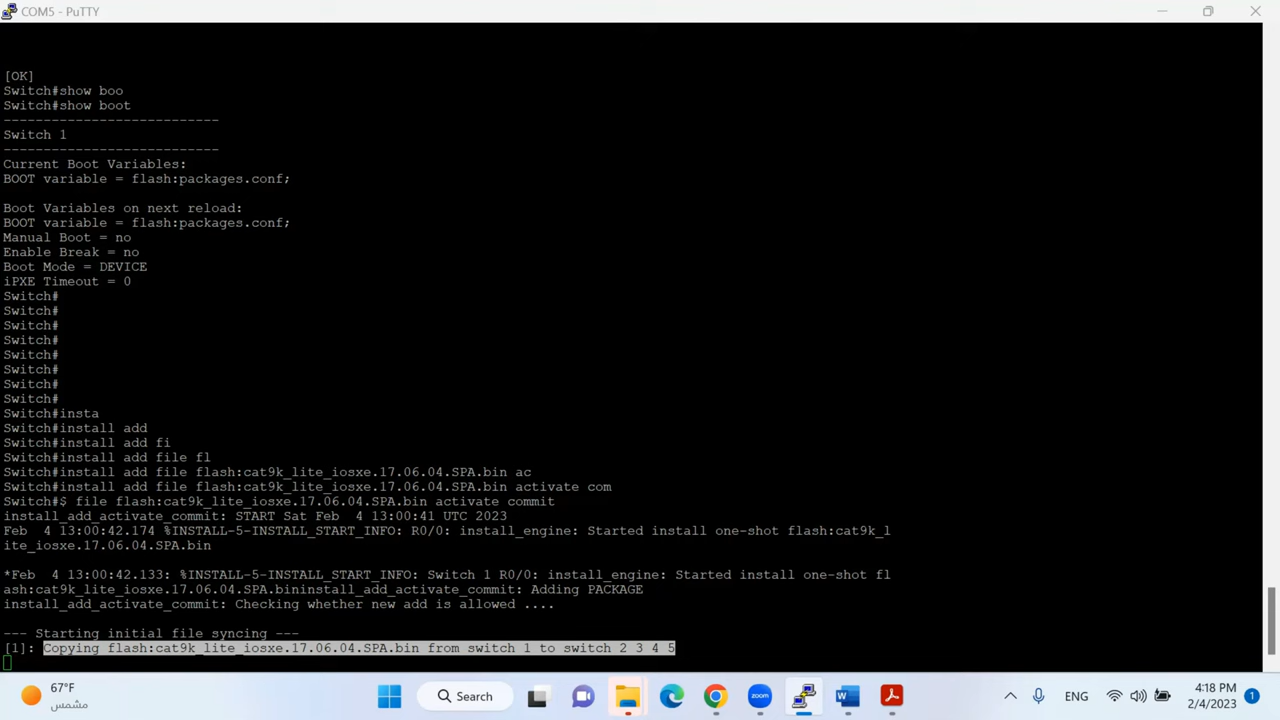 COM5 - PuTTY
[OK]
Switch#show boo
Switch#show boot
---------------------------
Switch 1
---------------------------
Current Boot Variables:
BOOT variable = flash:packages.conf;
Boot Variables on next reload:
BOOT variable = flash:packages.conf;
Manual Boot = no
Enable Break = no
Boot Mode = DEVICE
iPXE Timeout = 0
Switch#
Switch#
Switch#
Switch#
Switch#
Switch#
Switch#
Switch#
Switch#insta
Switch#install add
Switch#install add fi
Switch#install add file fl
Switch#install add file flash:cat9k_lite_iosxe.17.06.04.SPA.bin ac
Switch#install add file flash:cat9k_lite_iosxe.17.06.04.SPA.bin activate com
Switch#$ file flash:cat9k_lite_iosxe.17.06.04.SPA.bin activate commit
install_add_activate_commit: START Sat Feb  4 13:00:41 UTC 2023
Feb  4 13:00:42.174 %INSTALL-5-INSTALL_START_INFO: R0/0: install_engine: Started install one-shot flash:cat9k_l
ite_iosxe.17.06.04.SPA.bin
*Feb  4 13:00:42.133: %INSTALL-5-INSTALL_START_INFO: Switch 1 R0/0: install_engine: Started install one-shot fl
ash:cat9k_lite_iosxe.17.06.04.SPA.bininstall_add_activate_commit: Adding PACKAGE
install_add_activate_commit: Checking whether new add is allowed ....
--- Starting initial file syncing ---
[1]: Copying flash:cat9k_lite_iosxe.17.06.04.SPA.bin from switch 1 to switch 2 3 4 5
67°F
مشمس
Search
zoom
ENG
4:18 PM
2/4/2023
1